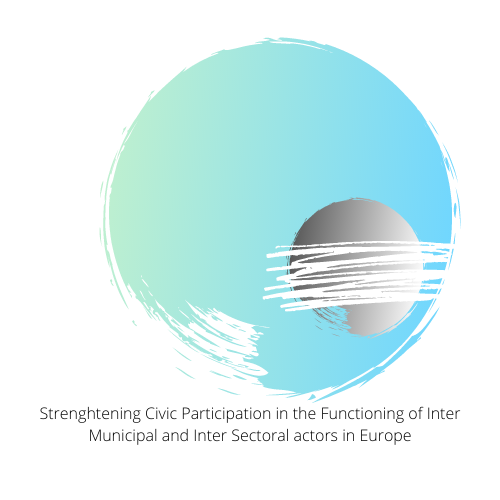 Strenghtening Civic Participation in the Functioning of Inter
Municipal and Inter Sectoral actors in Europe